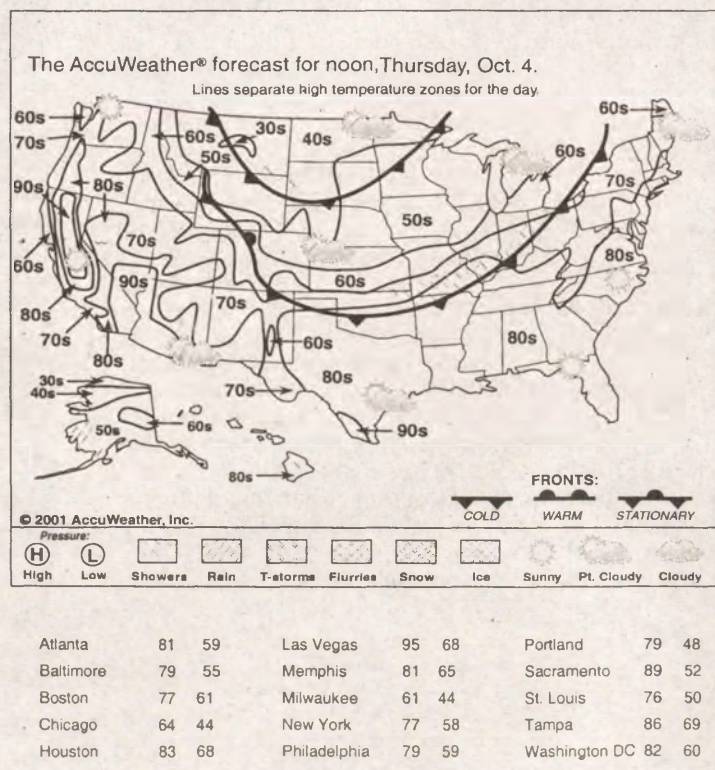 The AccuWeather® forecast for noon,Thursday, Oct. 4.
Lines separate high temperature zones for the day.
60s
70s
90s
80s
60s
80s
70s
80s
70s
90s
60s
50s
30s
40s
60s
60s
70s
50s
60s
80s
70s
60s
80s
80s
70s
90s
30s
40s
50s
60s
80s
FRONTS:
COLD WARM STATIONARY
© 2001 AccuWeather, Inc.
Pressure:
H L
High Low Showers Rain T-storms Flurries Snow Ice Sunny Pt. Cloudy Cloudy
Atlanta 81 59 Las Vegas 95 68 Portland 79 48
Baltimore 79 55 Memphis 81 65 Sacramento 89 52
Boston 77 61 Milwaukee 61 44 St. Louis 76 50
Chicago 64 44 New York 77 58 Tampa 86 69
Houston 83 68 Philadelphia 79 59 Washington DC 82 60